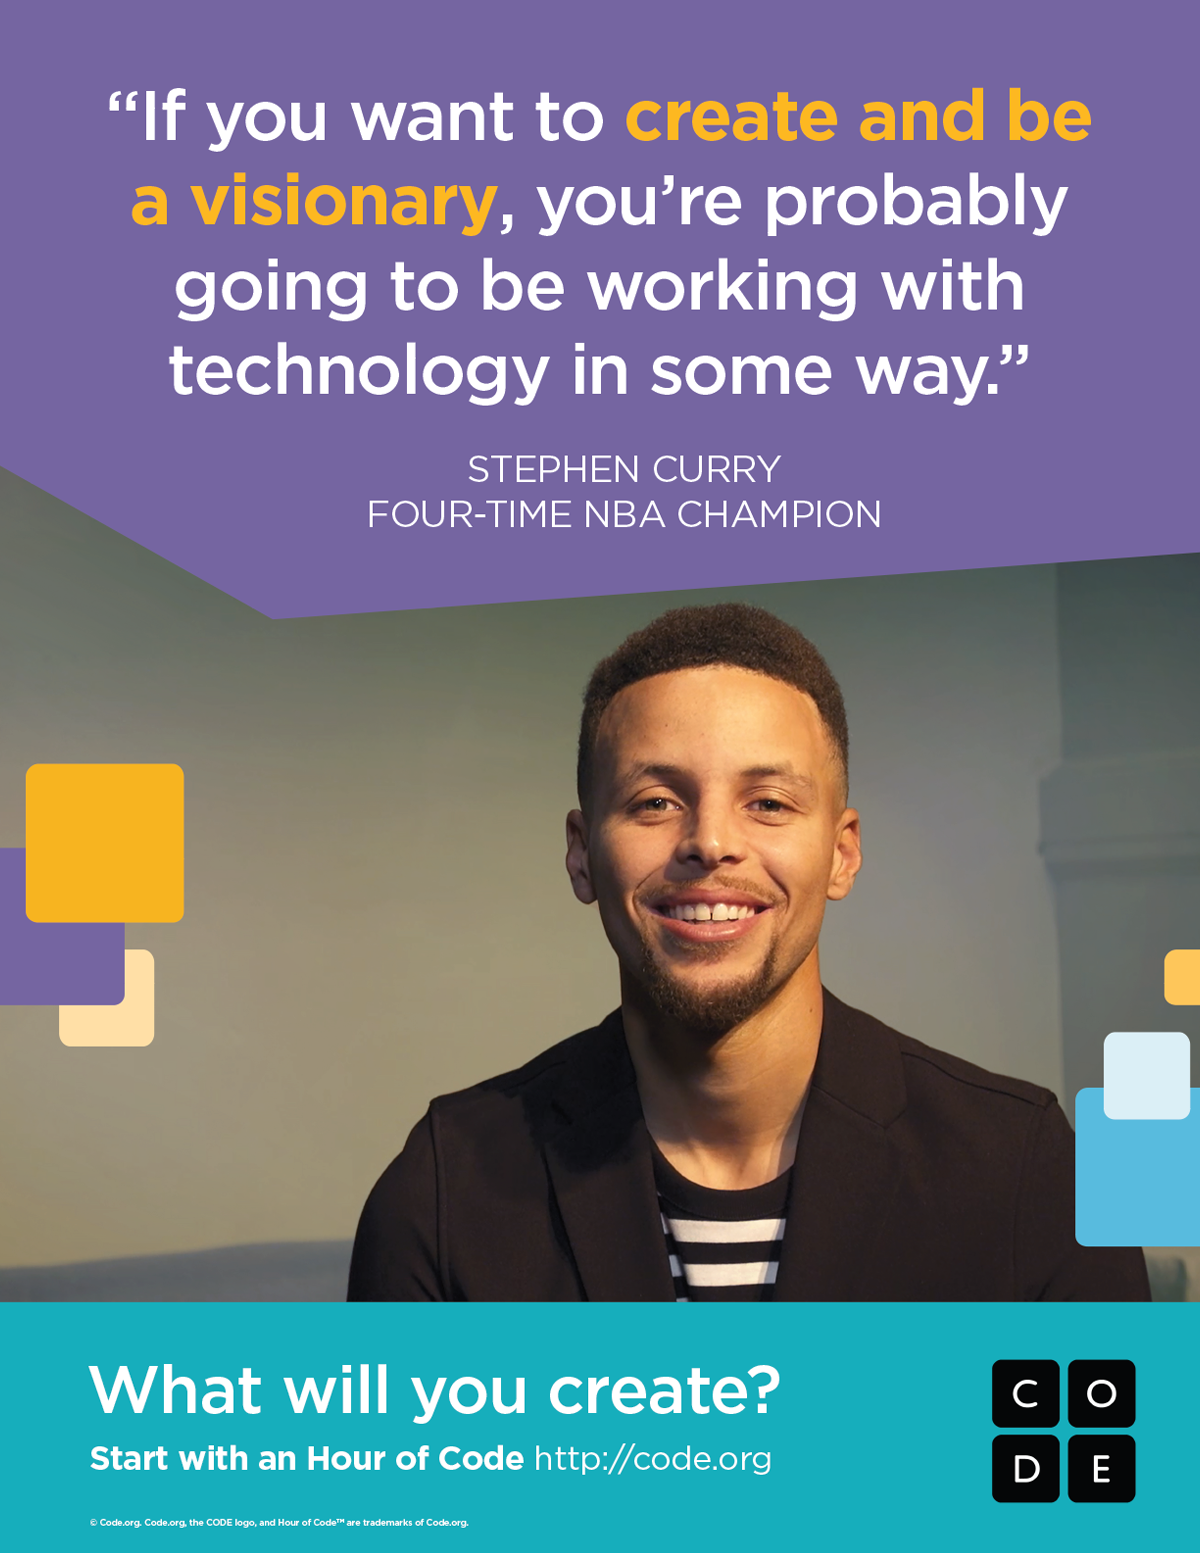 “If you want to create and be
a visionary, you’re probably
going to be working with
technology in some way.”
STEPHEN CURRY
FOUR-TIME NBA CHAMPION
What will you create?
Start with an Hour of Code http://code.org
© Code.org. Code.org, the CODE logo, and Hour of Code™ are trademarks of Code.org.
C O
D E